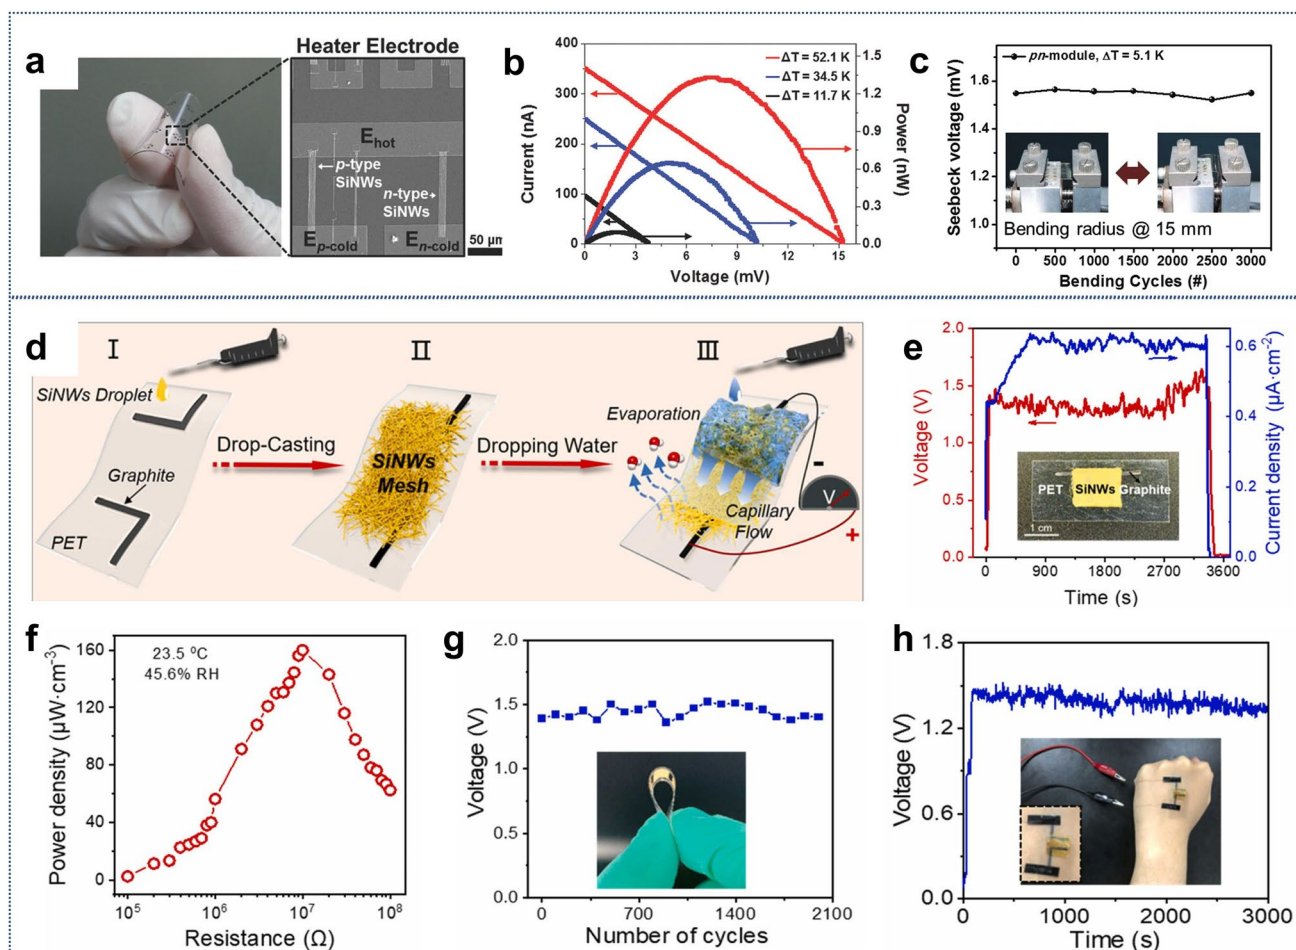 a
Heater Electrode
Ehot
p-type
SiNWs
n-type
SiNWs
Ep-cold
En-cold
50 µm
b
Current (nA)
400
300
200
100
0
ΔT = 52.1 K
ΔT = 34.5 K
ΔT = 11.7 K
1.5
1.2
0.9
0.6
0.3
0.0
Power (nW)
0 3 6 9 12 15
Voltage (mV)
c
Seebeck voltage (mV)
1.6
1.4
1.2
1.0
pn-module, ΔT = 5.1 K
Bending radius @ 15 mm
0 500 1000 1500 2000 2500 3000
Bending Cycles (#)
d
I
II
III
SiNWs Droplet
Graphite
PET
Drop-Casting
SiNWs
Mesh
Dropping Water
Evaporation
Capillary
Flow
-
V
+
e
Voltage (V)
2.0
1.5
1.0
0.5
0.0
PET
SiNWs
Graphite
1 cm
0.6
0.4
0.2
0.0
Current density (µA·cm⁻²)
0 900 1800 2700 3600
Time (s)
f
Power density (µW·cm⁻³)
160
120
80
40
0
23.5 ºC
45.6% RH
10⁵ 10⁶ 10⁷ 10⁸
Resistance (Ω)
g
Voltage (V)
2.0
1.5
1.0
0.5
0.0
0 700 1400 2100
Number of cycles
h
Voltage (V)
1.8
1.2
0.6
0.0
0 1000 2000 3000
Time (s)